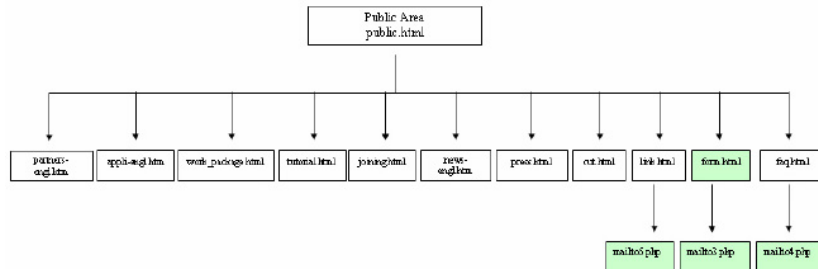 Public Area
public.html
partners-
engl.htm
appli-engl.htm
work_package.html
tutorial.html
joining.html
news-
engl.htm
press.html
cut.html
link.html
form.html
faq.html
mailto5.php
mailto3.php
mailto4.php